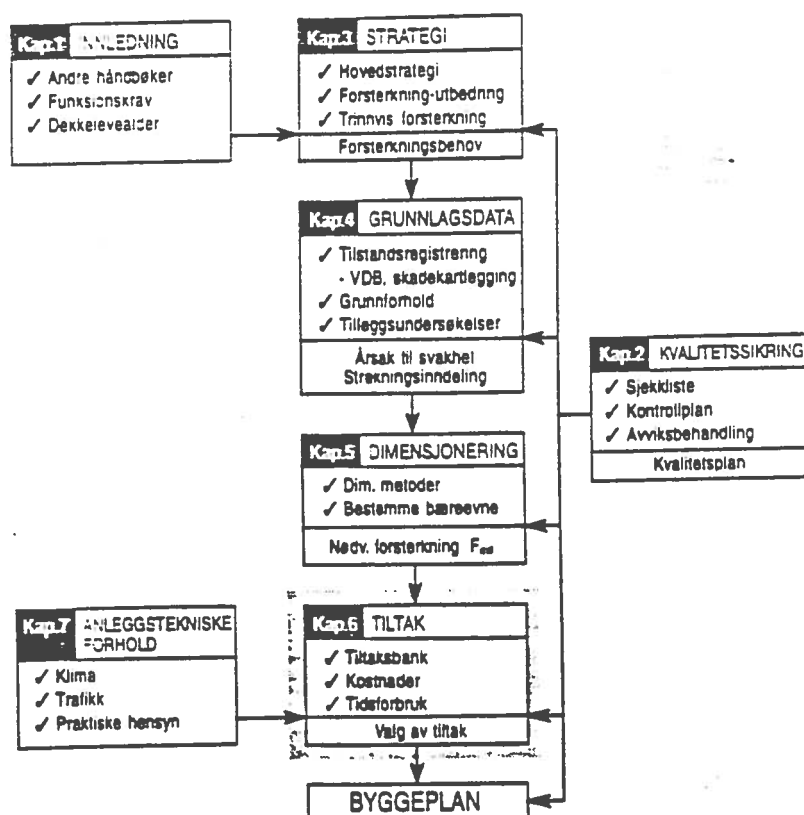 Kap.1 INNLEDNING
✓ Andre håndbøker
✓ Funksjonskrav
✓ Dekkelevealder
Kap.3 STRATEGI
✓ Hovedstrategi
✓ Forsterkning-utbedring
✓ Trinnvis forsterkning
Forsterkningsbehov
Kap.4 GRUNNLAGSDATA
✓ Tilstandsregistrering
- VDB, skadekartlegging
✓ Grunnforhold
✓ Tilleggsundersøkelser
Årsak til svakhet
Strekningsinndeling
Kap.2 KVALITETSSIKRING
✓ Sjekkliste
✓ Kontrollplan
✓ Avviksbehandling
Kvalitetsplan
Kap.5 DIMENSJONERING
✓ Dim. metoder
✓ Bestemme bæreevne
Nødv. forsterkning
Kap.7 ANLEGGSTEKNISKE
FORHOLD
✓ Klima
✓ Trafikk
✓ Praktiske hensyn
Kap.6 TILTAK
✓ Tiltaksbank
✓ Kostnader
✓ Tidsforbruk
Valg av tiltak
BYGGEPLAN